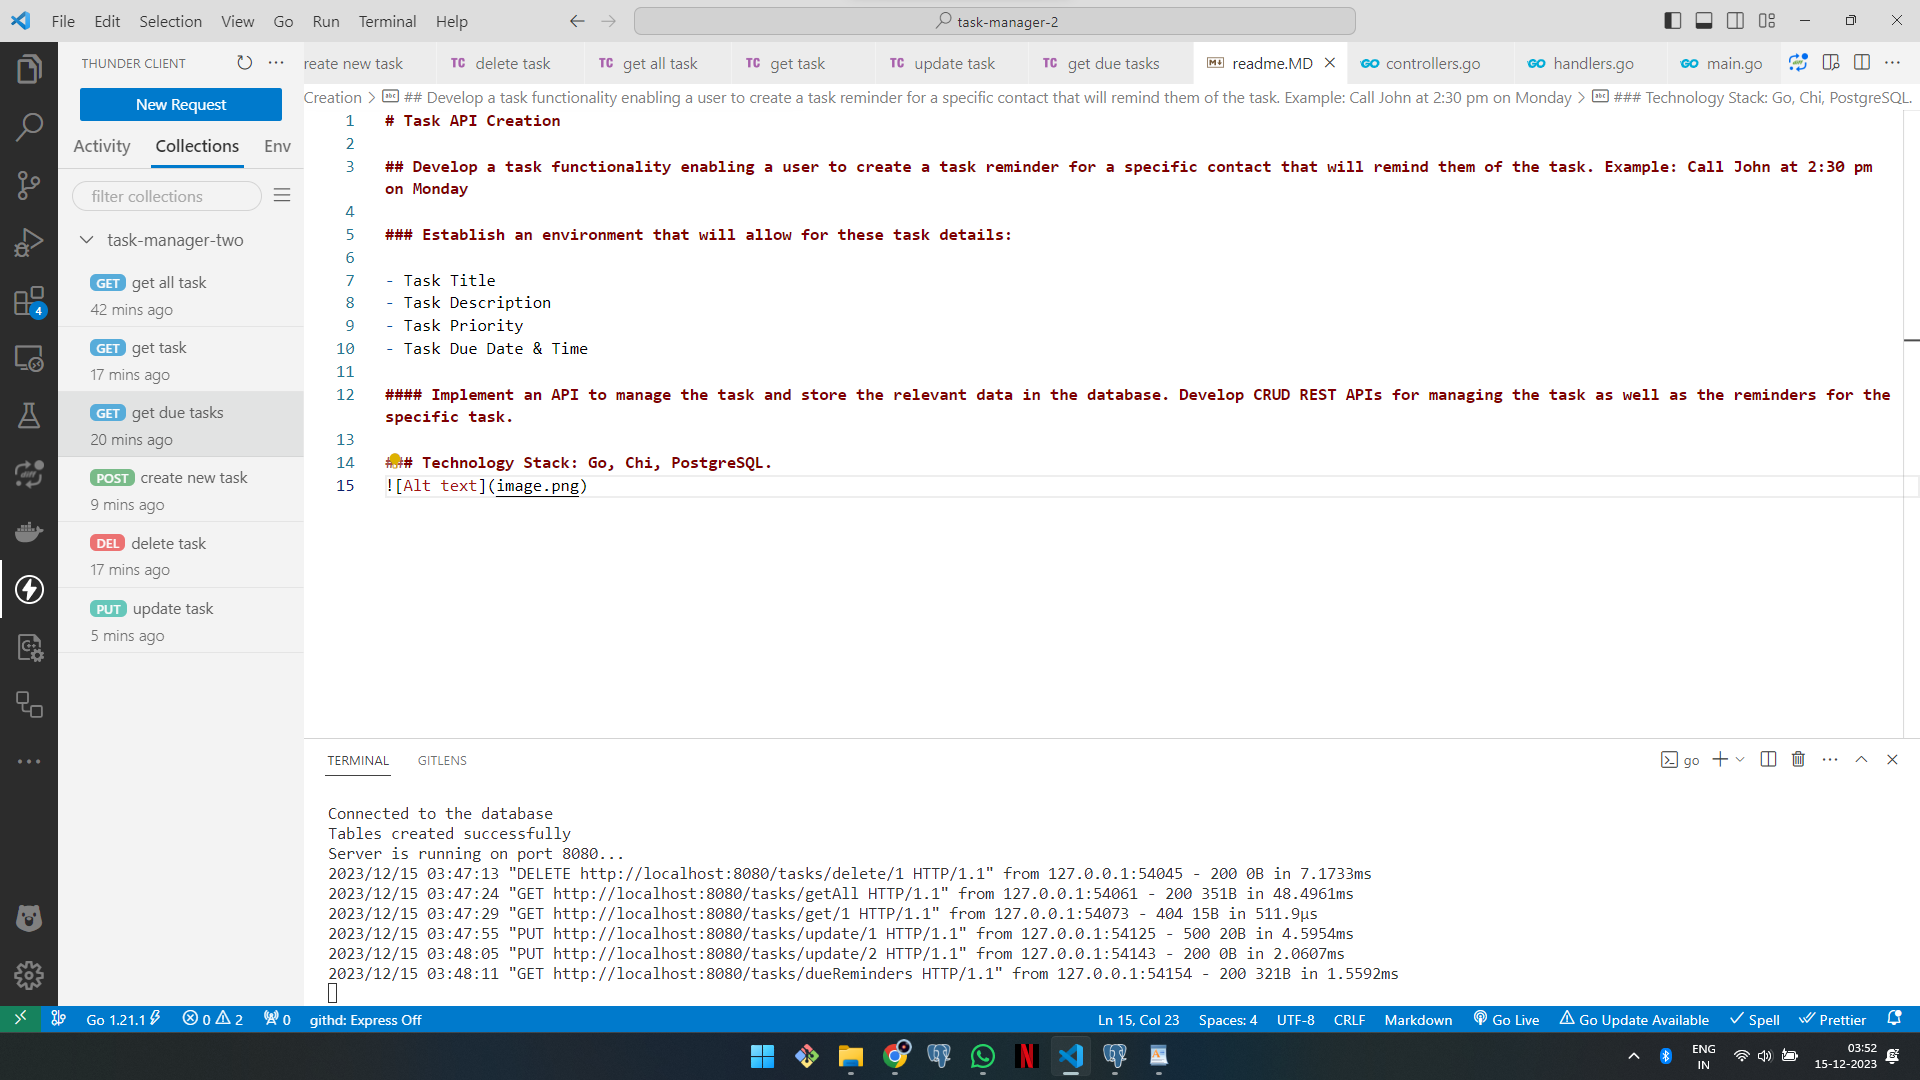 File Edit Selection View Go Run Terminal Help
task-manager-2
THUNDER CLIENT
reate new task
TC delete task
TC get all task
TC get task
TC update task
TC get due tasks
readme.MD
controllers.go
handlers.go
main.go
New Request
Creation > ## Develop a task functionality enabling a user to create a task reminder for a specific contact that will remind them of the task. Example: Call John at 2:30 pm on Monday > ### Technology Stack: Go, Chi, PostgreSQL.
Activity Collections Env
filter collections
task-manager-two
GET get all task
42 mins ago
GET get task
17 mins ago
GET get due tasks
20 mins ago
POST create new task
9 mins ago
DEL delete task
17 mins ago
PUT update task
5 mins ago
4
1 # Task API Creation
2
3 ## Develop a task functionality enabling a user to create a task reminder for a specific contact that will remind them of the task. Example: Call John at 2:30 pm
on Monday
4
5 ### Establish an environment that will allow for these task details:
6
7 - Task Title
8 - Task Description
9 - Task Priority
10 - Task Due Date & Time
11
12 #### Implement an API to manage the task and store the relevant data in the database. Develop CRUD REST APIs for managing the task as well as the reminders for the
specific task.
13
14 ### Technology Stack: Go, Chi, PostgreSQL.
15 ![Alt text](image.png)
TERMINAL GITLENS
go
Connected to the database
Tables created successfully
Server is running on port 8080...
2023/12/15 03:47:13 "DELETE http://localhost:8080/tasks/delete/1 HTTP/1.1" from 127.0.0.1:54045 - 200 0B in 7.1733ms
2023/12/15 03:47:24 "GET http://localhost:8080/tasks/getAll HTTP/1.1" from 127.0.0.1:54061 - 200 351B in 48.4961ms
2023/12/15 03:47:29 "GET http://localhost:8080/tasks/get/1 HTTP/1.1" from 127.0.0.1:54073 - 404 15B in 511.9µs
2023/12/15 03:47:55 "PUT http://localhost:8080/tasks/update/1 HTTP/1.1" from 127.0.0.1:54125 - 500 20B in 4.5954ms
2023/12/15 03:48:05 "PUT http://localhost:8080/tasks/update/2 HTTP/1.1" from 127.0.0.1:54143 - 200 0B in 2.0607ms
2023/12/15 03:48:11 "GET http://localhost:8080/tasks/dueReminders HTTP/1.1" from 127.0.0.1:54154 - 200 321B in 1.5592ms
Go 1.21.1 0 2 0 githd: Express Off
Ln 15, Col 23 Spaces: 4 UTF-8 CRLF Markdown Go Live Go Update Available Spell Prettier
ENG
IN
03:52
15-12-2023